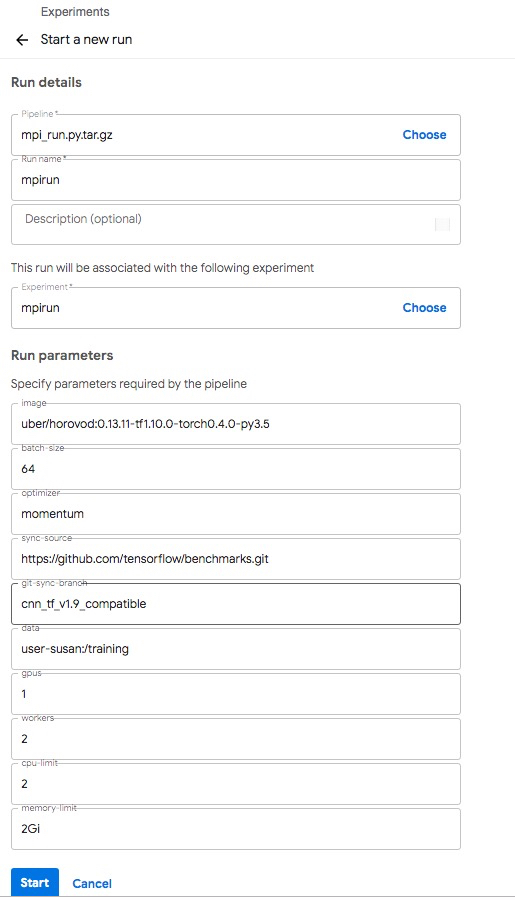 Experiments
← Start a new run
Run details
Pipeline*
mpi_run.py.tar.gz
Choose
Run name*
mpirun
Description (optional)
This run will be associated with the following experiment
Experiment*
mpirun
Choose
Run parameters
Specify parameters required by the pipeline
image
uber/horovod:0.13.11-tf1.10.0-torch0.4.0-py3.5
batch-size
64
optimizer
momentum
sync-source
https://github.com/tensorflow/benchmarks.git
git-sync-branch
cnn_tf_v1.9_compatible
data
user-susan:/training
gpus
1
workers
2
cpu-limit
2
memory-limit
2Gi
Start
Cancel